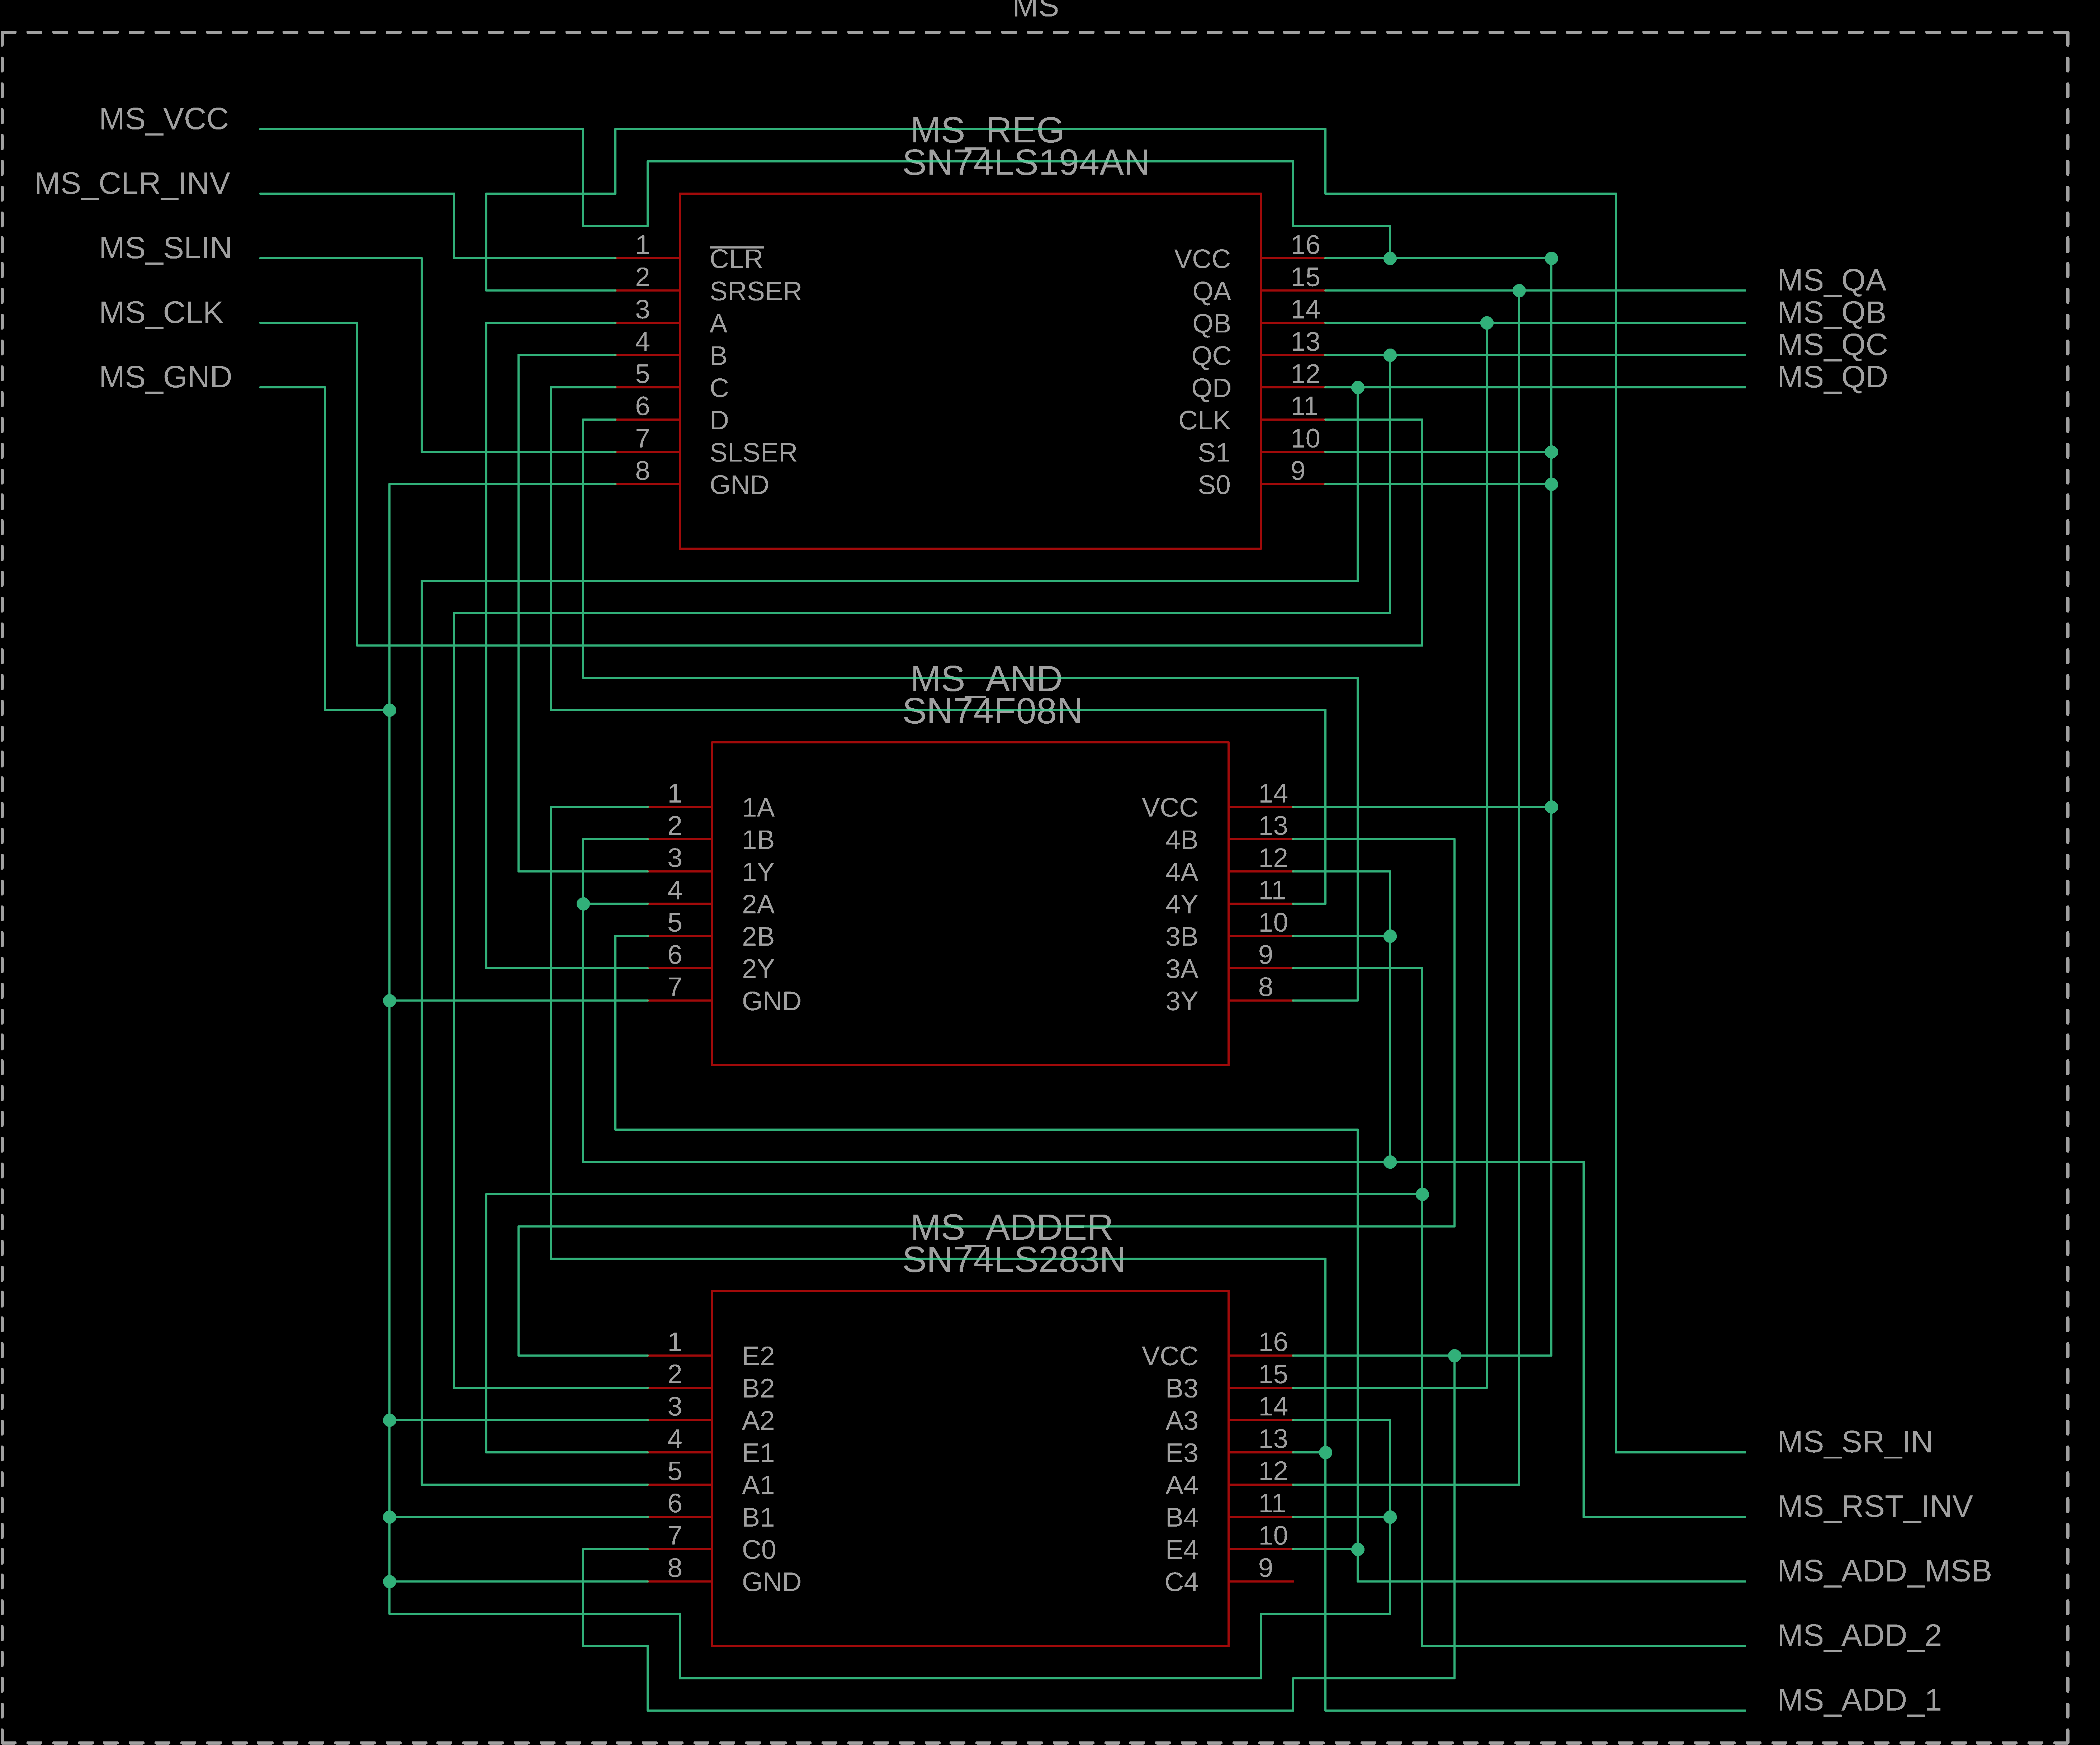 MS
MS_VCC
MS_CLR_INV
MS_SLIN
MS_CLK
MS_GND
MS_REG
SN74LS194AN
1 CLR VCC 16
2 SRSER QA 15
3 A QB 14
4 B QC 13
5 C QD 12
6 D CLK 11
7 SLSER S1 10
8 GND S0 9
MS_QA
MS_QB
MS_QC
MS_QD
MS_AND
SN74F08N
1 1A VCC 14
2 1B 4B 13
3 1Y 4A 12
4 2A 4Y 11
5 2B 3B 10
6 2Y 3A 9
7 GND 3Y 8
MS_ADDER
SN74LS283N
1 E2 VCC 16
2 B2 B3 15
3 A2 A3 14
4 E1 E3 13
5 A1 A4 12
6 B1 B4 11
7 C0 E4 10
8 GND C4 9
MS_SR_IN
MS_RST_INV
MS_ADD_MSB
MS_ADD_2
MS_ADD_1